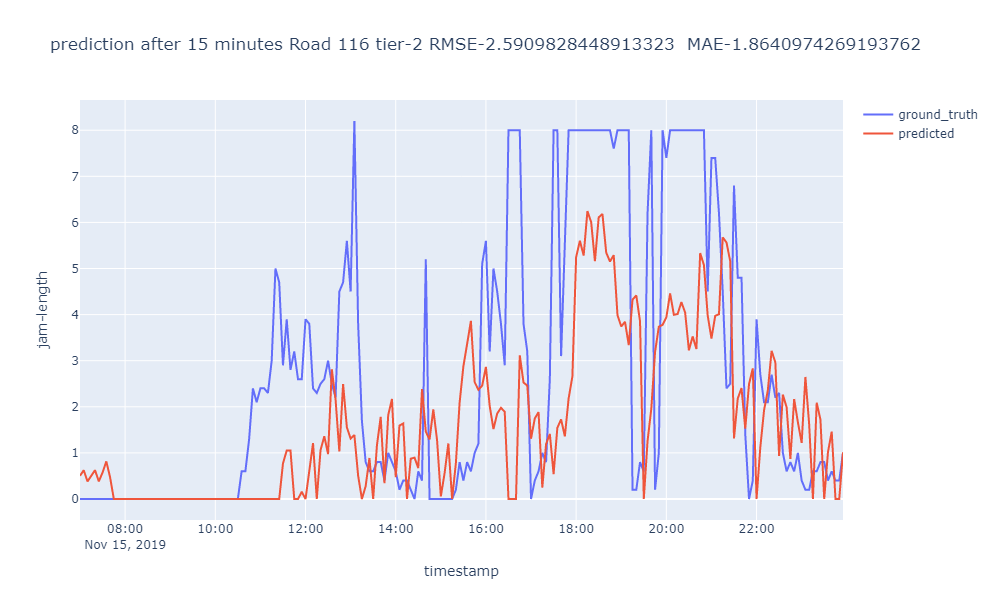 prediction after 15 minutes Road 116 tier-2 RMSE-2.5909828448913323  MAE-1.8640974269193762
ground_truth
predicted
8
7
6
5
4
3
2
1
0
jam-length
08:00 10:00 12:00 14:00 16:00 18:00 20:00 22:00
Nov 15, 2019
timestamp